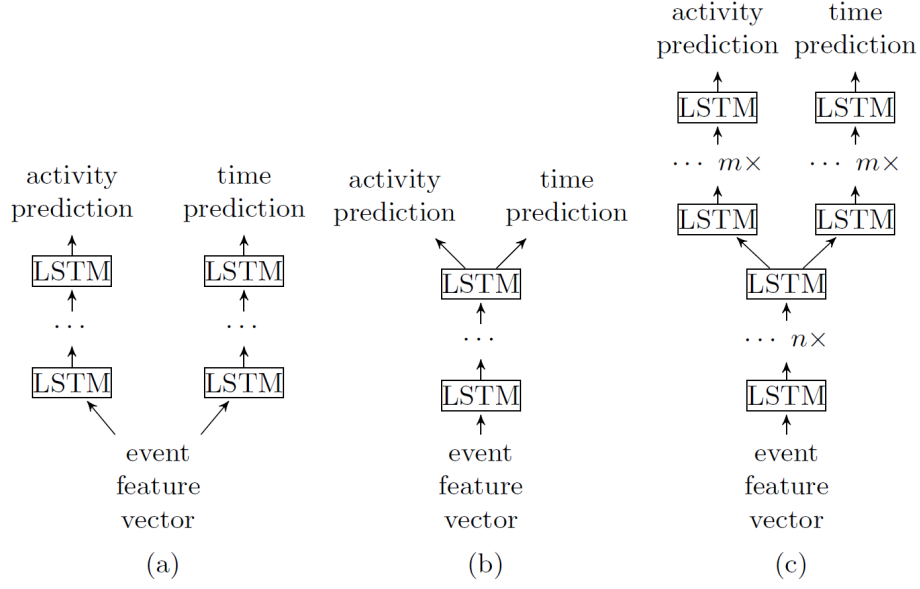 activity
prediction
time
prediction
LSTM
LSTM
···
···
LSTM
LSTM
event
feature
vector
(a)
activity
prediction
time
prediction
LSTM
···
LSTM
event
feature
vector
(b)
activity
prediction
time
prediction
LSTM
LSTM
··· m×
··· m×
LSTM
LSTM
LSTM
··· n×
LSTM
event
feature
vector
(c)